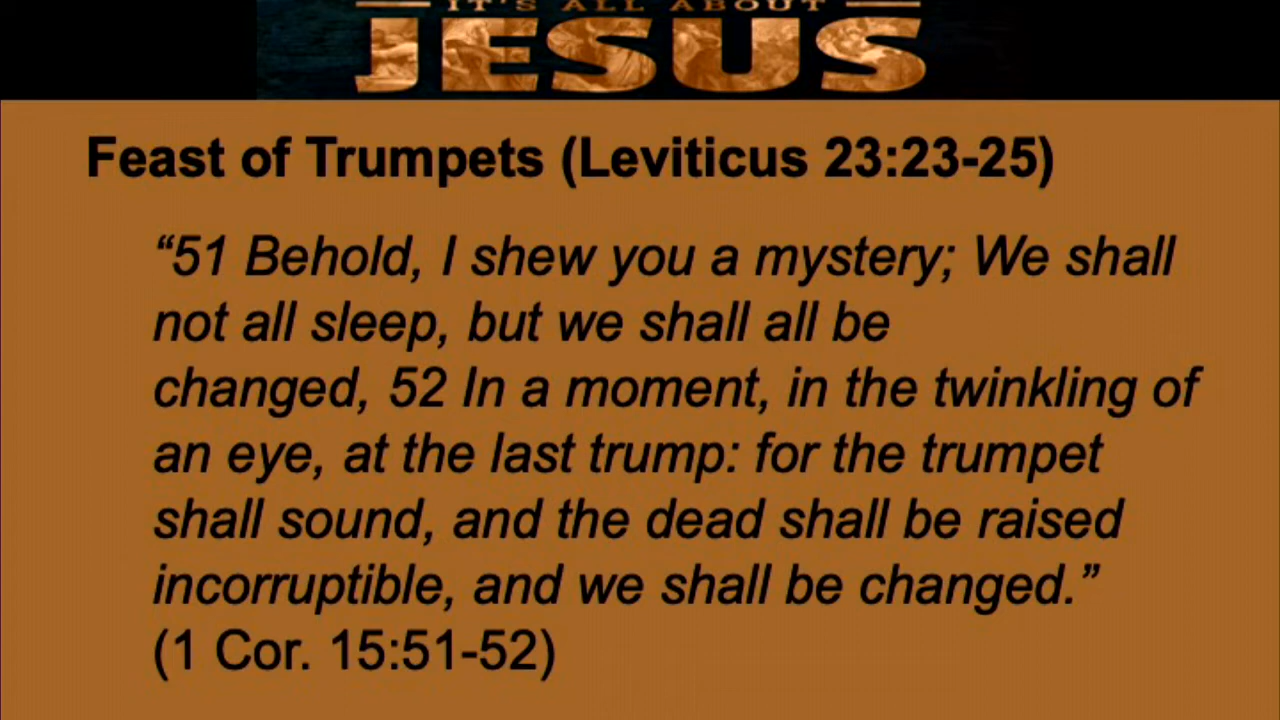 IT'S ALL ABOUT
JESUS
Feast of Trumpets (Leviticus 23:23-25)
“51 Behold, I shew you a mystery; We shall
not all sleep, but we shall all be
changed, 52 In a moment, in the twinkling of
an eye, at the last trump: for the trumpet
shall sound, and the dead shall be raised
incorruptible, and we shall be changed.”
(1 Cor. 15:51-52)